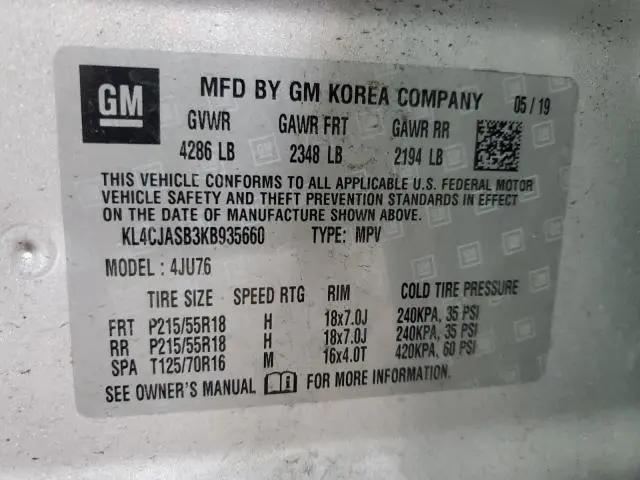 GM MFD BY GM KOREA COMPANY 05/19
GVWR GAWR FRT GAWR RR
4286 LB 2348 LB 2194 LB
THIS VEHICLE CONFORMS TO ALL APPLICABLE U.S. FEDERAL MOTOR
VEHICLE SAFETY AND THEFT PREVENTION STANDARDS IN EFFECT
ON THE DATE OF MANUFACTURE SHOWN ABOVE.
KL4CJASB3KB935660 TYPE: MPV
MODEL: 4JU76
TIRE SIZE SPEED RTG RIM COLD TIRE PRESSURE
FRT P215/55R18 H 18x7.0J 240KPA, 35 PSI
RR P215/55R18 H 18x7.0J 240KPA, 35 PSI
SPA T125/70R16 M 16x4.0T 420KPA, 60 PSI
SEE OWNER'S MANUAL i FOR MORE INFORMATION.